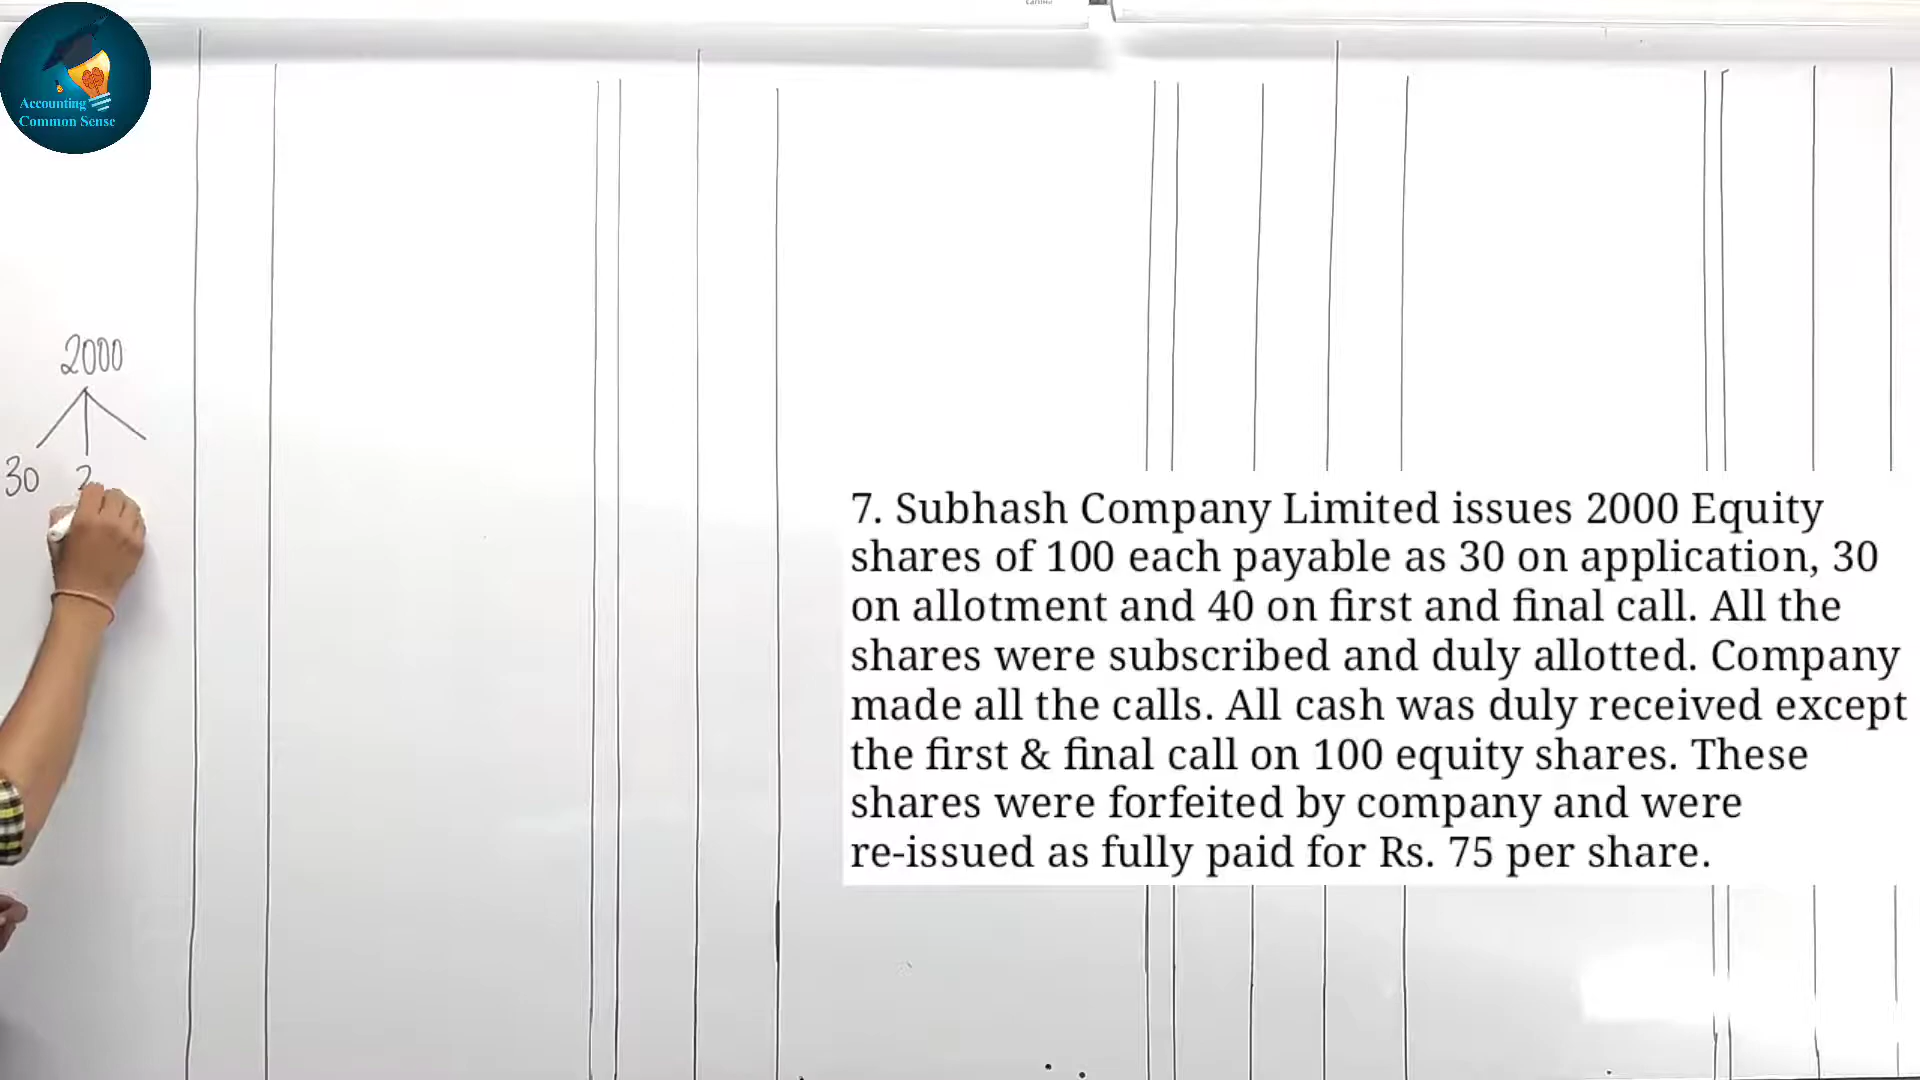 Accounting
Common Sense
2000
30
7. Subhash Company Limited issues 2000 Equity
shares of 100 each payable as 30 on application, 30
on allotment and 40 on first and final call. All the
shares were subscribed and duly allotted. Company
made all the calls. All cash was duly received except
the first & final call on 100 equity shares. These
shares were forfeited by company and were
re-issued as fully paid for Rs. 75 per share.